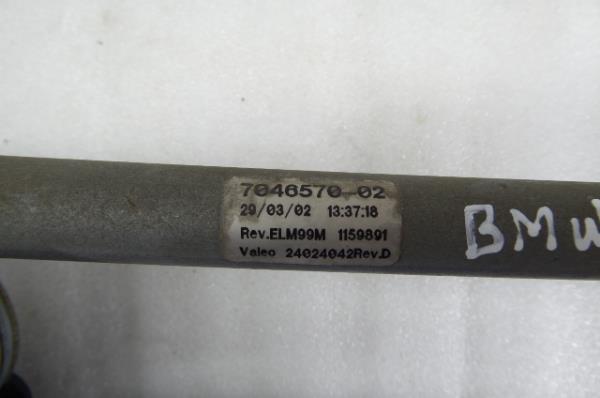 7046570-02
29/03/02 13:37:18
Rev.ELM99M 1159891
Valeo 24024042Rev.D
BMW